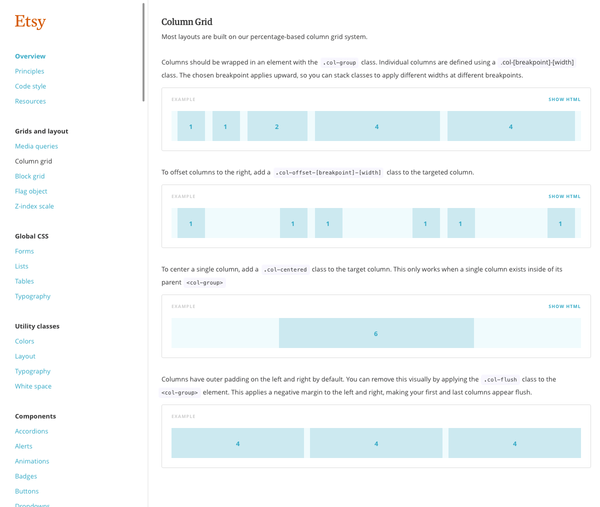 Etsy
Overview
Principles
Code style
Resources
Grids and layout
Media queries
Column grid
Block grid
Flag object
Z-index scale
Global CSS
Forms
Lists
Tables
Typography
Utility classes
Colors
Layout
Typography
White space
Components
Accordions
Alerts
Animations
Badges
Buttons
Dropdowns
Column Grid
Most layouts are built on our percentage-based column grid system.
Columns should be wrapped in an element with the .col-group class. Individual columns are defined using a .col-[breakpoint]-[width]
class. The chosen breakpoint applies upward, so you can stack classes to apply different widths at different breakpoints.
EXAMPLE SHOW HTML
1 1 2 4 4
To offset columns to the right, add a .col-offset-[breakpoint]-[width] class to the targeted column.
EXAMPLE SHOW HTML
1 1 1 1 1 1
To center a single column, add a .col-centered class to the target column. This only works when a single column exists inside of its
parent <col-group>
EXAMPLE SHOW HTML
6
Columns have outer padding on the left and right by default. You can remove this visually by applying the .col-flush class to the
<col-group> element. This applies a negative margin to the left and right, making your first and last columns appear flush.
EXAMPLE
4 4 4